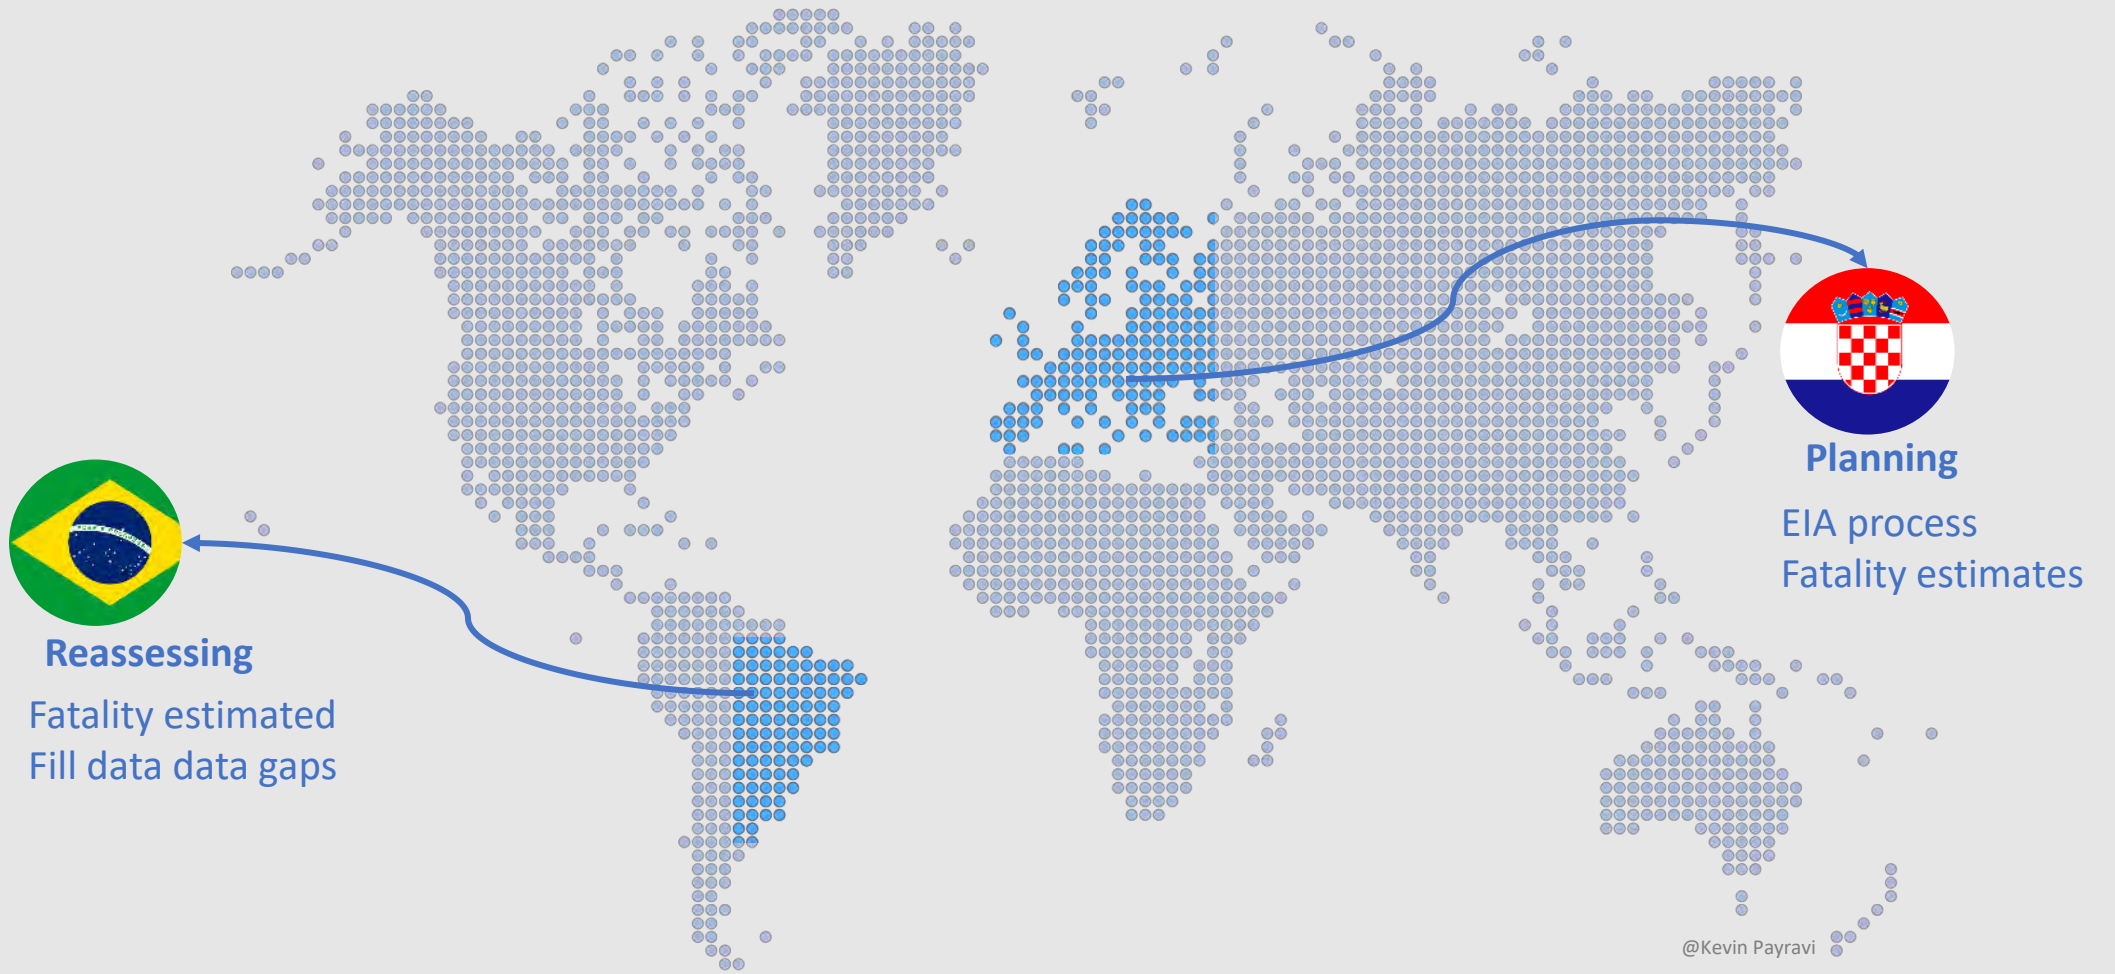 Planning
EIA process
Fatality estimates
Reassessing
Fatality estimated
Fill data data gaps
@Kevin Payravi